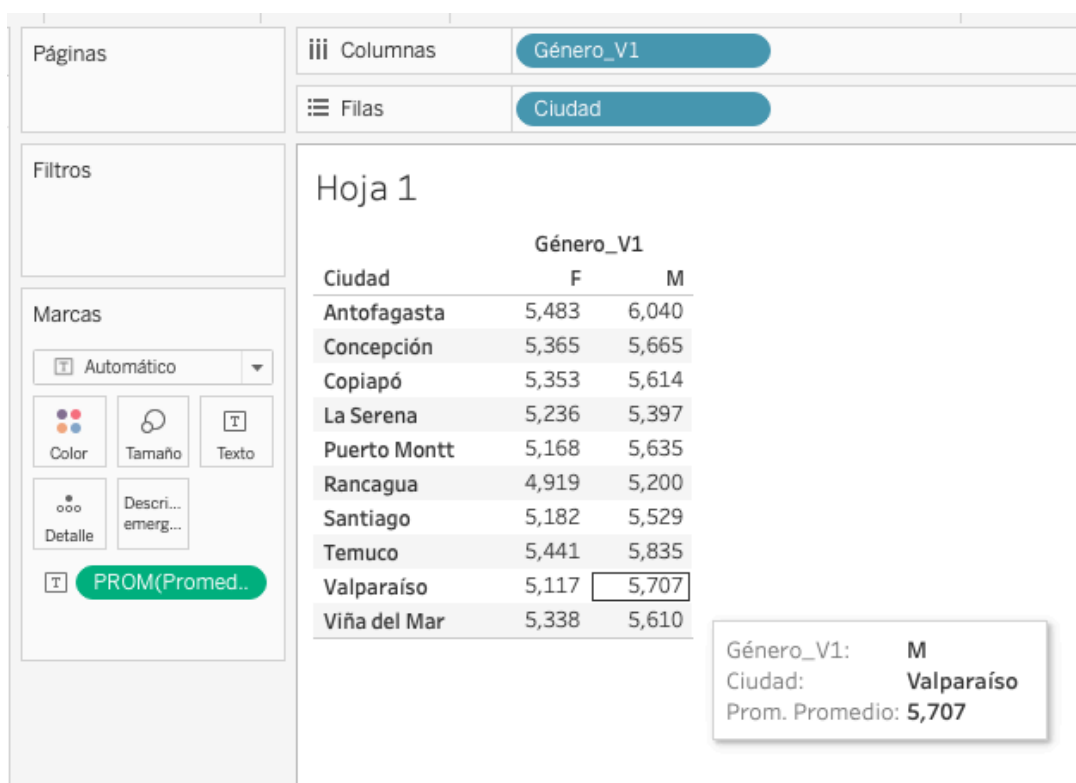 Páginas
Columnas Género_V1
Filas Ciudad
Filtros
Hoja 1
Género_V1
Ciudad F M
Antofagasta 5,483 6,040
Concepción 5,365 5,665
Copiapó 5,353 5,614
La Serena 5,236 5,397
Puerto Montt 5,168 5,635
Rancagua 4,919 5,200
Santiago 5,182 5,529
Temuco 5,441 5,835
Valparaíso 5,117 5,707
Viña del Mar 5,338 5,610
Marcas
T Automático
T
Color Tamaño Texto
Detalle
Descri...
emerg...
T PROM(Promed..
Género_V1: M
Ciudad: Valparaíso
Prom. Promedio: 5,707